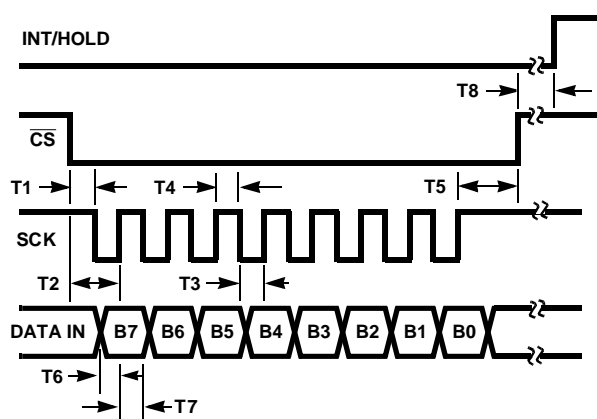 INT/HOLD
T8
CS
T1
T4
T5
SCK
T2
T3
DATA IN B7 B6 B5 B4 B3 B2 B1 B0
T6
T7